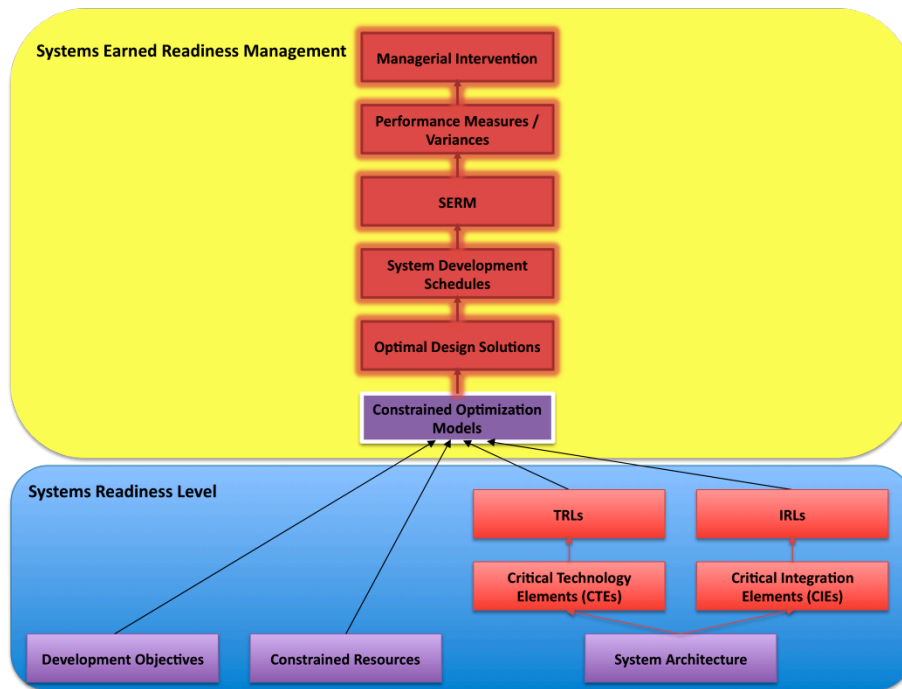 Systems Earned Readiness Management
Managerial Intervention
Performance Measures /
Variances
SERM
System Development
Schedules
Optimal Design Solutions
Constrained Optimization
Models
Systems Readiness Level
TRLs
IRLs
Critical Technology
Elements (CTEs)
Critical Integration
Elements (CIEs)
Development Objectives
Constrained Resources
System Architecture